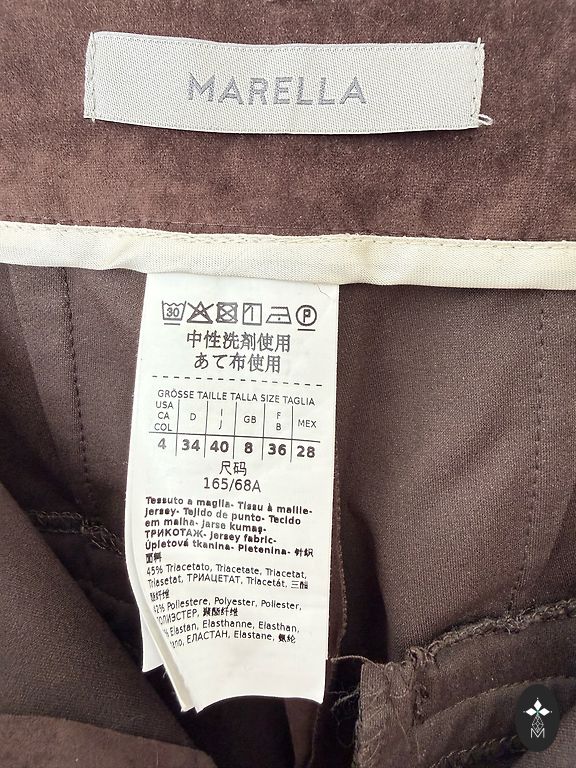 MARELLA
30
P
中性洗剤使用
あて布使用
GRÖSSE TAILLE TALLA SIZE TAGLIA
USA CA COL D I J GB F B MEX
4 34 40 8 36 28
尺码
165/68A
Tessuto a maglia- Tissu à maille-
Jersey- Tejido de punto- Tecido
em malha- Jarse kumaş-
ТРИКОТАЖ- Jersey fabric-
Úpletová tkanina- Pletenina- 针织
面料
45% Triacetato, Triacetate, Triacetat,
Triasetat, ТРИАЦЕТАТ, Triacetát, 三醋
酯纤维
42% Poliestere, Polyester, Poliester,
ПОЛИЭСТЕР, 聚酯纤维
% Elastan, Elasthanne, Elasthan,
ЕЛАСТАН, Elastane, 氨纶
M